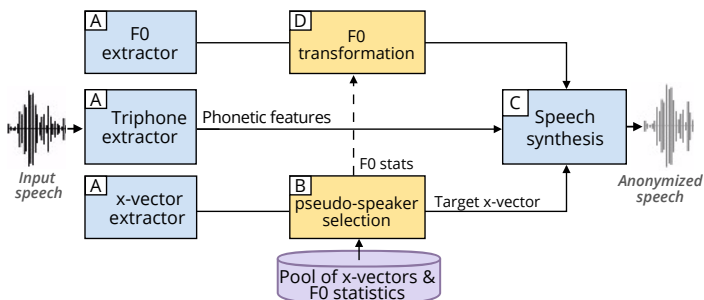 A
F0
extractor
D
F0
transformation
A
Triphone
extractor
Phonetic features
C
Speech
synthesis
Input
speech
F0 stats
Anonymized
speech
A
x-vector
extractor
B
pseudo-speaker
selection
Target x-vector
Pool of x-vectors &
F0 statistics